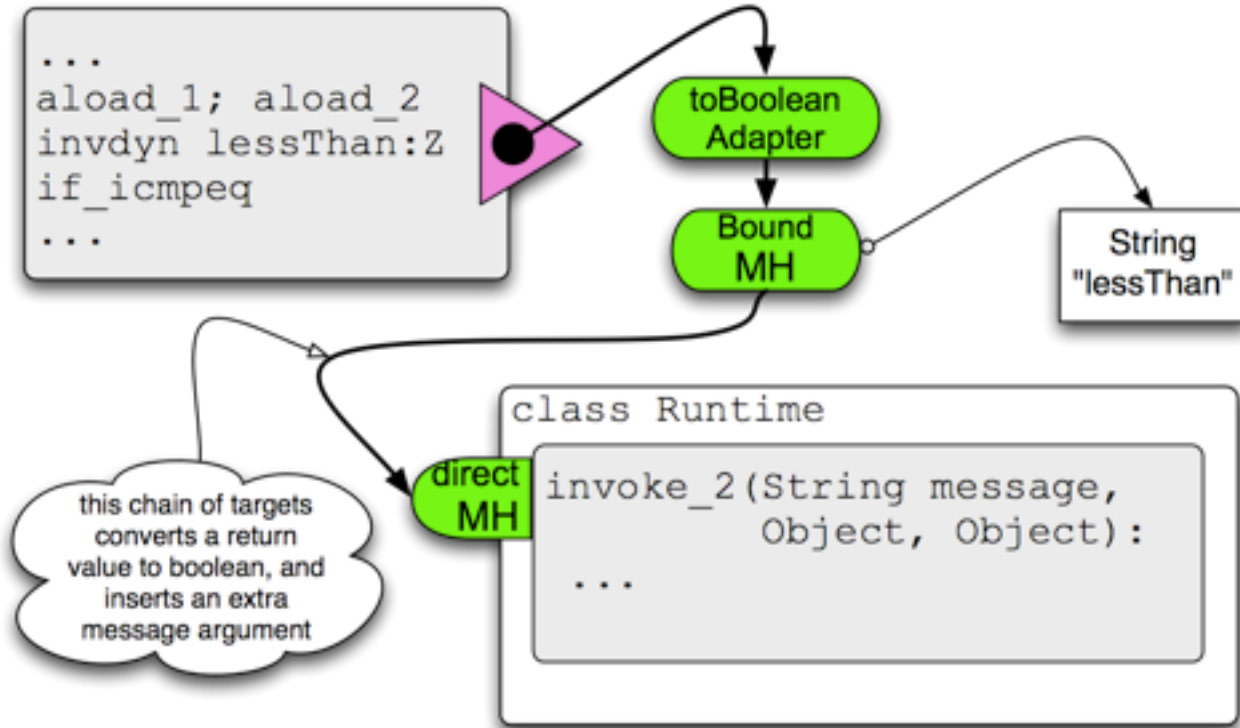 ...
aload_1; aload_2
invdyn lessThan:Z
if_icmpeq
...
toBoolean
Adapter
Bound
MH
String
"lessThan"
this chain of targets
converts a return
value to boolean, and
inserts an extra
message argument
direct
MH
class Runtime
invoke_2(String message,
Object, Object):
...